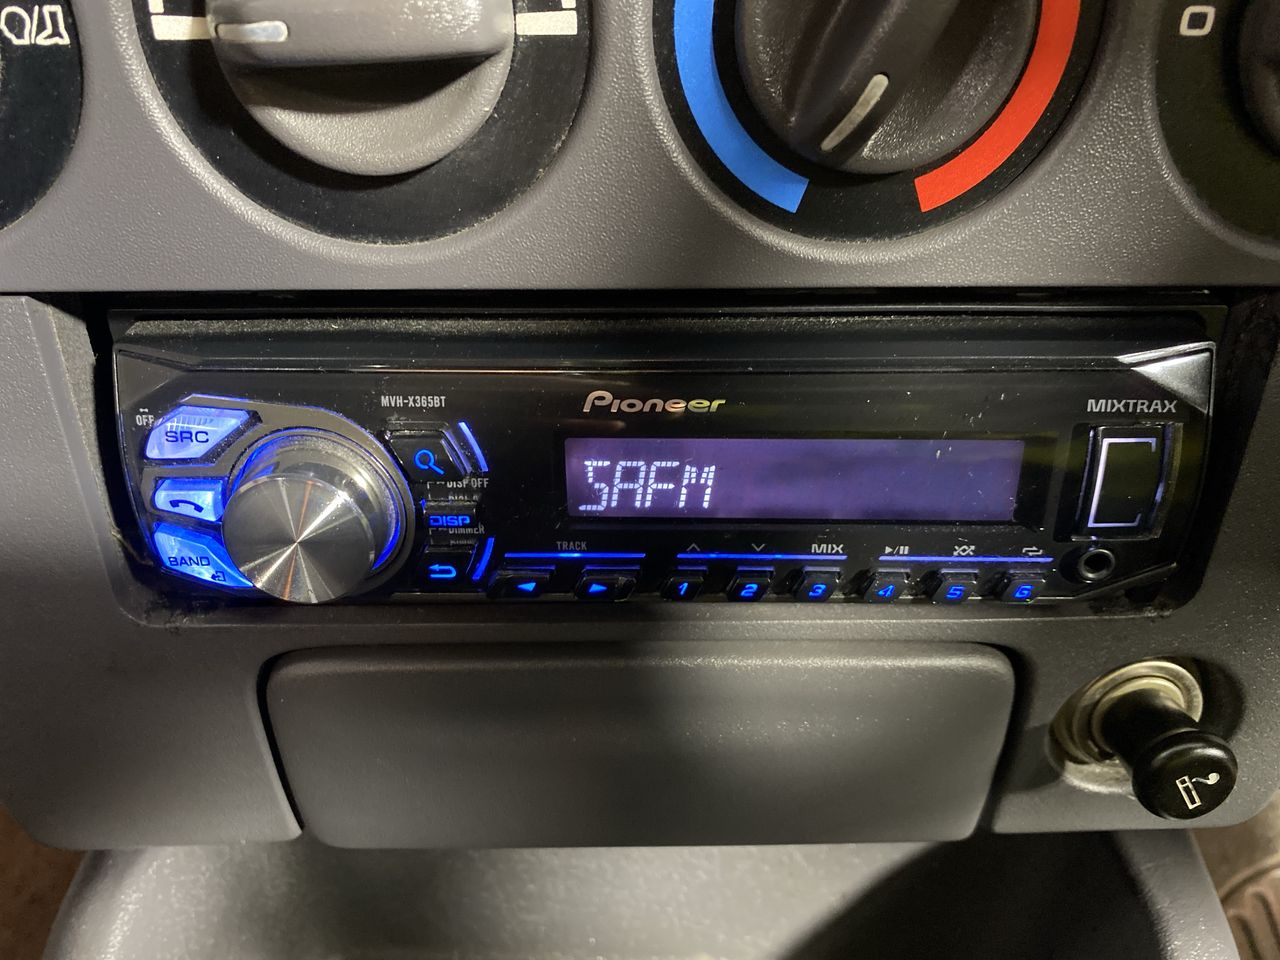 0
MVH-X365BT
Pioneer
MIXTRAX
OFF
SRC
DISP OFF
SAFM
DISP
DIMMER
BAND
TRACK
MIX
1
2
3
4
5
6